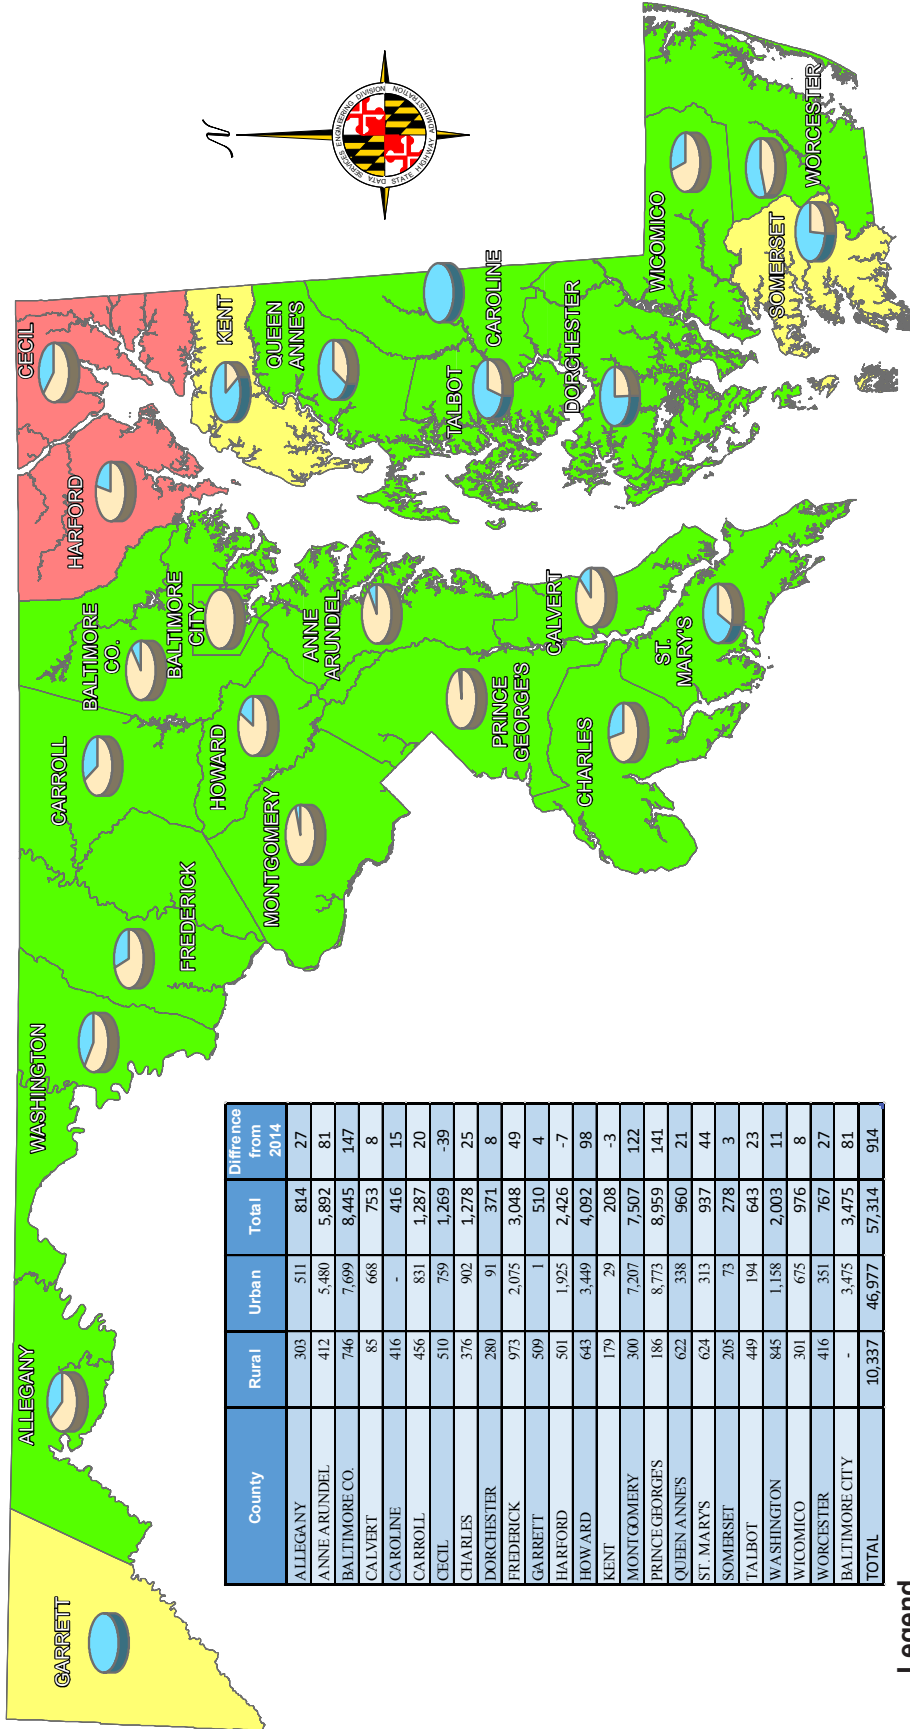 GARRETT
ALLEGANY
WASHINGTON
FREDERICK
CARROLL
BALTIMORE
CO.
BALTIMORE
CITY
HARFORD
CECIL
HOWARD
MONTGOMERY
ANNE
ARUNDEL
PRINCE
GEORGE'S
CHARLES
CALVERT
ST.
MARY'S
KENT
QUEEN
ANNE'S
TALBOT
CAROLINE
DORCHESTER
WICOMICO
SOMERSET
WORCESTER
N
DATA SERVICES ENGINEERING DIVISION
STATE HIGHWAY ADMINISTRATION
County Rural Urban Total Diffrence from 2014
ALLEGANY 303 511 814 27
ANNE ARUNDEL 412 5,480 5,892 81
BALTIMORE CO. 746 7,699 8,445 147
CALVERT 85 668 753 8
CAROLINE 416 - 416 15
CARROLL 456 831 1,287 20
CECIL 510 759 1,269 -39
CHARLES 376 902 1,278 25
DORCHESTER 280 91 371 8
FREDERICK 973 2,075 3,048 49
GARRETT 509 1 510 4
HARFORD 501 1,925 2,426 -7
HOWARD 643 3,449 4,092 98
KENT 179 29 208 -3
MONTGOMERY 300 7,207 7,507 122
PRINCE GEORGE'S 186 8,773 8,959 141
QUEEN ANNE'S 622 338 960 21
ST. MARY'S 624 313 937 44
SOMERSET 205 73 278 3
TALBOT 449 194 643 23
WASHINGTON 845 1,158 2,003 11
WICOMICO 301 675 976 8
WORCESTER 416 351 767 27
BALTIMORE CITY - 3,475 3,475 81
TOTAL 10,337 46,977 57,314 914
Legend